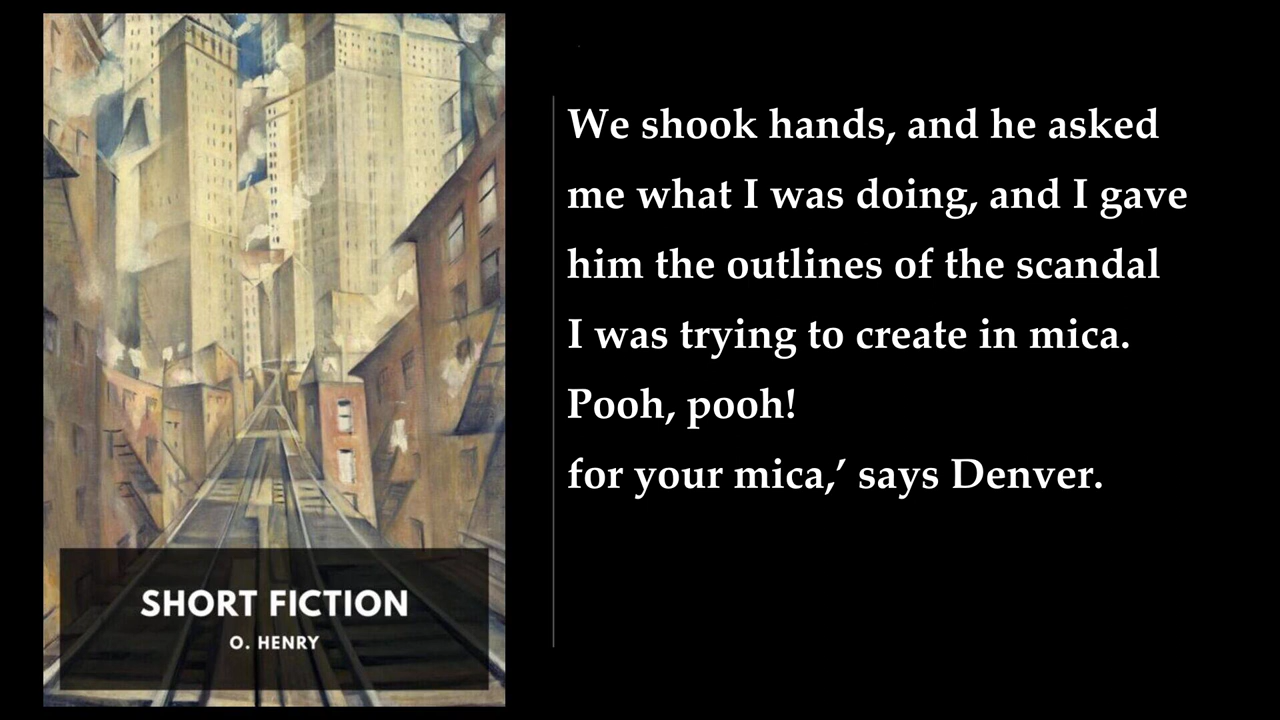 We shook hands, and he asked
me what I was doing, and I gave
him the outlines of the scandal
I was trying to create in mica.
Pooh, pooh!
for your mica,’ says Denver.
SHORT FICTION
O. HENRY